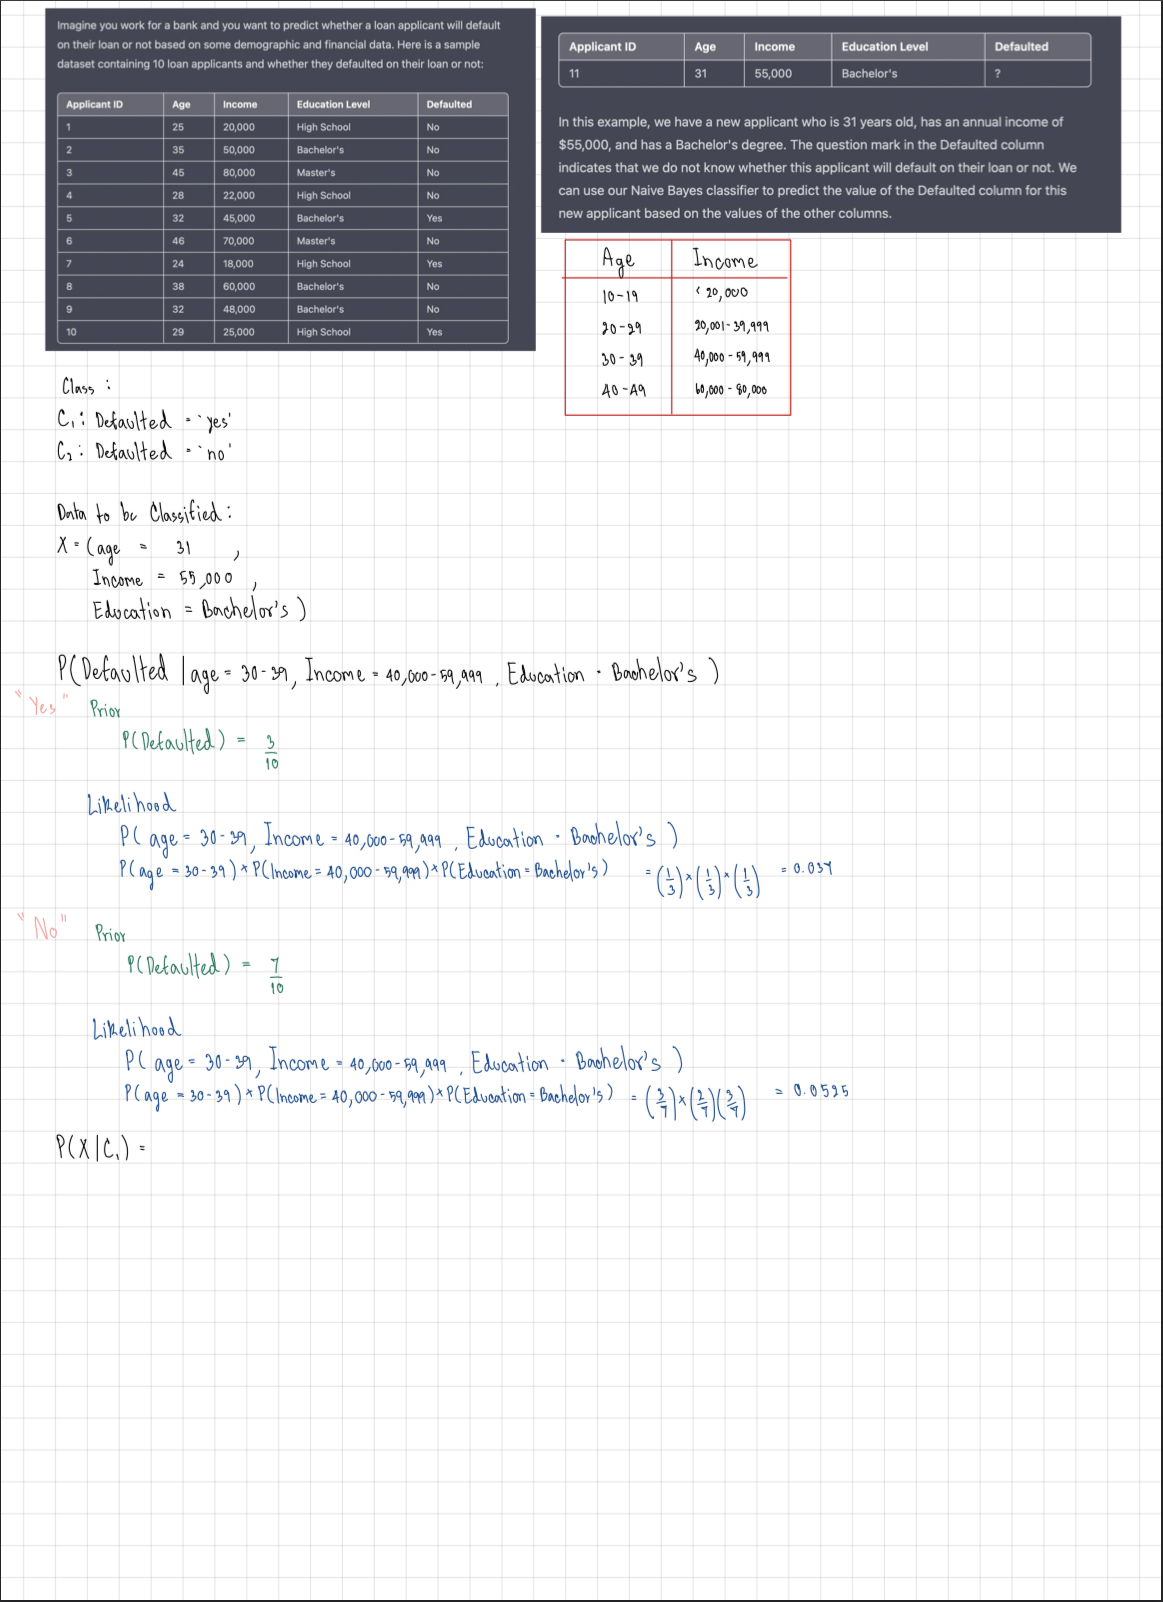 Imagine you work for a bank and you want to predict whether a loan applicant will default
on their loan or not based on some demographic and financial data. Here is a sample
dataset containing 10 loan applicants and whether they defaulted on their loan or not:
Applicant ID Age Income Education Level Defaulted
1 25 20,000 High School No
2 35 50,000 Bachelor's No
3 45 80,000 Master's No
4 28 22,000 High School No
5 32 45,000 Bachelor's Yes
6 46 70,000 Master's No
7 24 18,000 High School Yes
8 38 60,000 Bachelor's No
9 32 48,000 Bachelor's No
10 29 25,000 High School Yes
Applicant ID Age Income Education Level Defaulted
11 31 55,000 Bachelor's ?
In this example, we have a new applicant who is 31 years old, has an annual income of
$55,000, and has a Bachelor's degree. The question mark in the Defaulted column
indicates that we do not know whether this applicant will default on their loan or not. We
can use our Naive Bayes classifier to predict the value of the Defaulted column for this
new applicant based on the values of the other columns.
Age Income
10-19 < 20,000
20-29 20,001-39,999
30-39 40,000-59,999
40-49 60,000-80,000
Class :
C₁: Defaulted = 'yes'
C₂: Defaulted = 'no'
Data to be Classified:
X = (age = 31 ,
Income = 55,000 ,
Education = Bachelor's )
P(Defaulted | age = 30-39, Income = 40,000-59,999 , Education = Bachelor's )
"Yes" Prior
P(Defaulted) = 3/10
Likelihood
P( age = 30-39, Income = 40,000-59,999 , Education = Bachelor's )
P(age = 30-39) * P(Income = 40,000-59,999) * P(Education = Bachelor's) = (1/3)*(1/3)*(1/3) = 0.037
"No" Prior
P(Defaulted) = 7/10
Likelihood
P( age = 30-39, Income = 40,000-59,999 , Education = Bachelor's )
P(age = 30-39) * P(Income = 40,000-59,999) * P(Education = Bachelor's) = (3/7)*(2/7)(3/7) = 0.0525
P(X|C₁) =